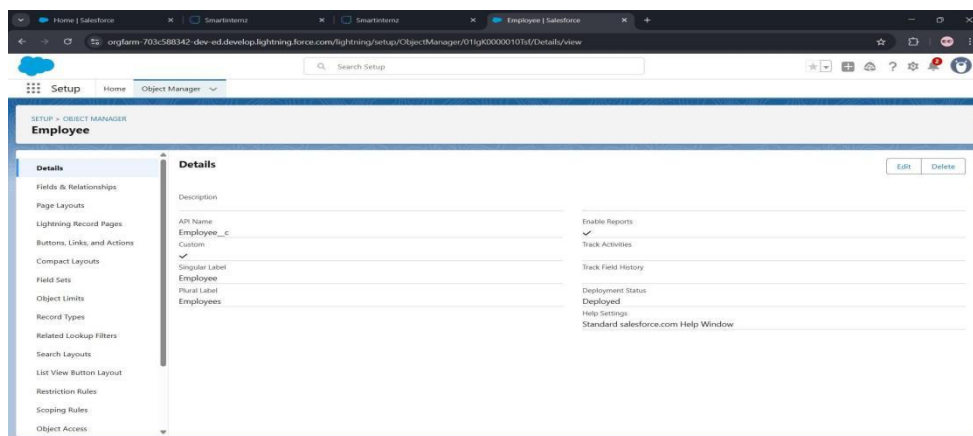 Home | Salesforce
Smartinternz
Smartinternz
Employee | Salesforce
orgfarm-703c588342-dev-ed.develop.lightning.force.com/lightning/setup/ObjectManager/01IgK0000010Tsf/Details/view
Search Setup
Setup Home Object Manager
SETUP > OBJECT MANAGER
Employee
Details
Fields & Relationships
Page Layouts
Lightning Record Pages
Buttons, Links, and Actions
Compact Layouts
Field Sets
Object Limits
Record Types
Related Lookup Filters
Search Layouts
List View Button Layout
Restriction Rules
Scoping Rules
Object Access
Details
Edit Delete
Description
API Name
Employee__c
Custom
Singular Label
Employee
Plural Label
Employees
Enable Reports
Track Activities
Track Field History
Deployment Status
Deployed
Help Settings
Standard salesforce.com Help Window